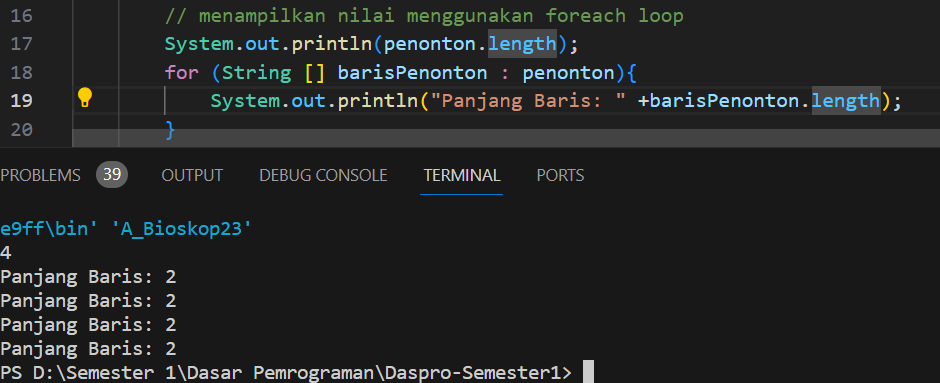 16 // menampilkan nilai menggunakan foreach loop
17 System.out.println(penonton.length);
18 for (String [] barisPenonton : penonton){
19 System.out.println("Panjang Baris: " +barisPenonton.length);
20 }
PROBLEMS 39 OUTPUT DEBUG CONSOLE TERMINAL PORTS
e9ff\bin' 'A_Bioskop23'
4
Panjang Baris: 2
Panjang Baris: 2
Panjang Baris: 2
Panjang Baris: 2
PS D:\Semester 1\Dasar Pemrograman\Daspro-Semester1>